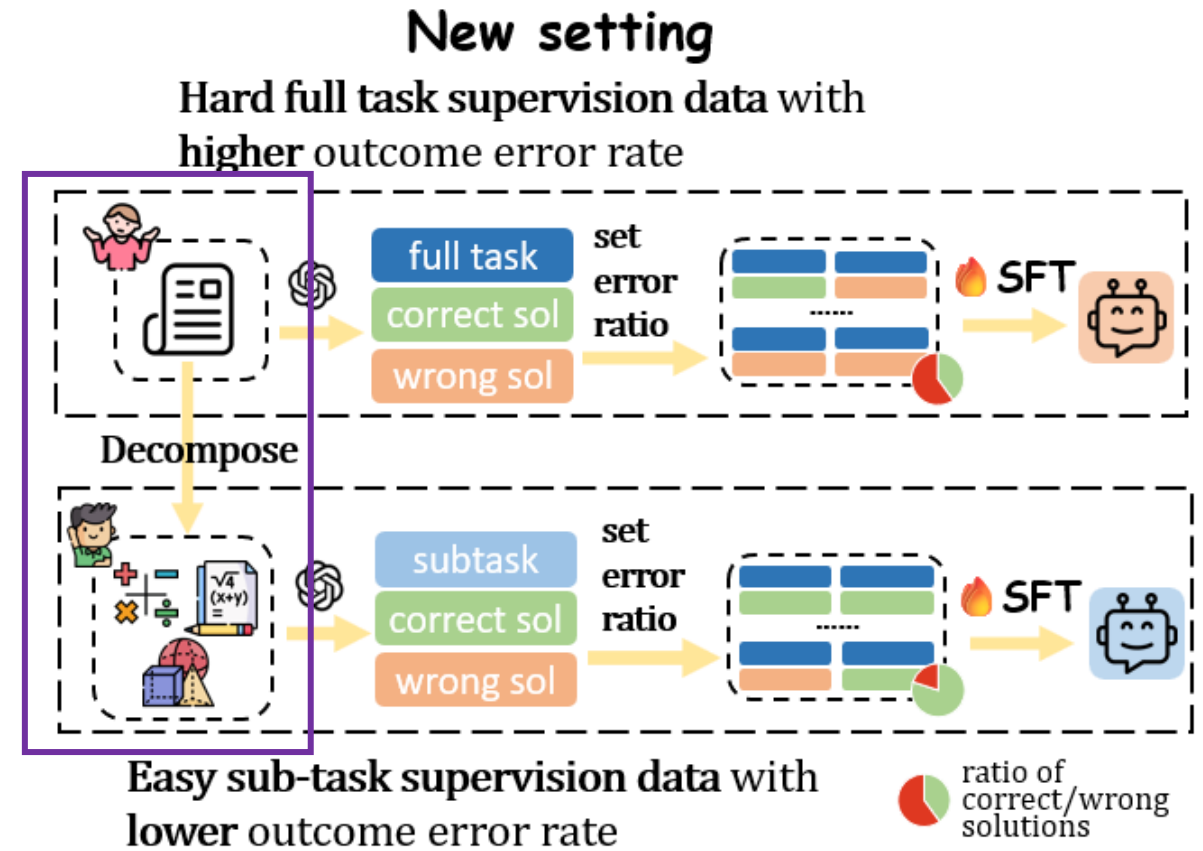 New setting
Hard full task supervision data with
higher outcome error rate
full task
correct sol
wrong sol
set
error
ratio
......
SFT
Decompose
√4
(x+y)
=
subtask
correct sol
wrong sol
set
error
ratio
......
SFT
Easy sub-task supervision data with
lower outcome error rate
ratio of
correct/wrong
solutions